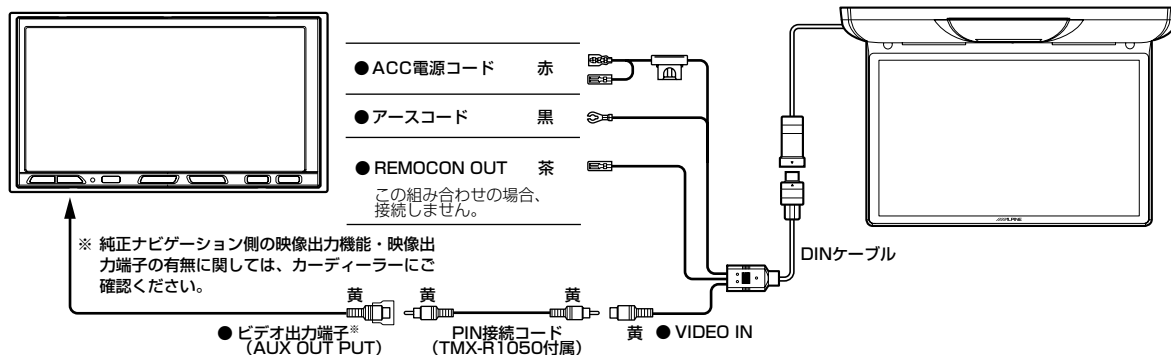 ●ACC電源コード 赤
●アースコード 黒
●REMOCON OUT 茶
この組み合わせの場合、
接続しません。
※ 純正ナビゲーション側の映像出力機能・映像出
力端子の有無に関しては、カーディーラーにご
確認ください。
ALPINE
DINケーブル
黄 黄 黄
黄 ●VIDEO IN
●ビデオ出力端子※
（AUX OUT PUT）
PIN接続コード
（TMX-R1050付属）